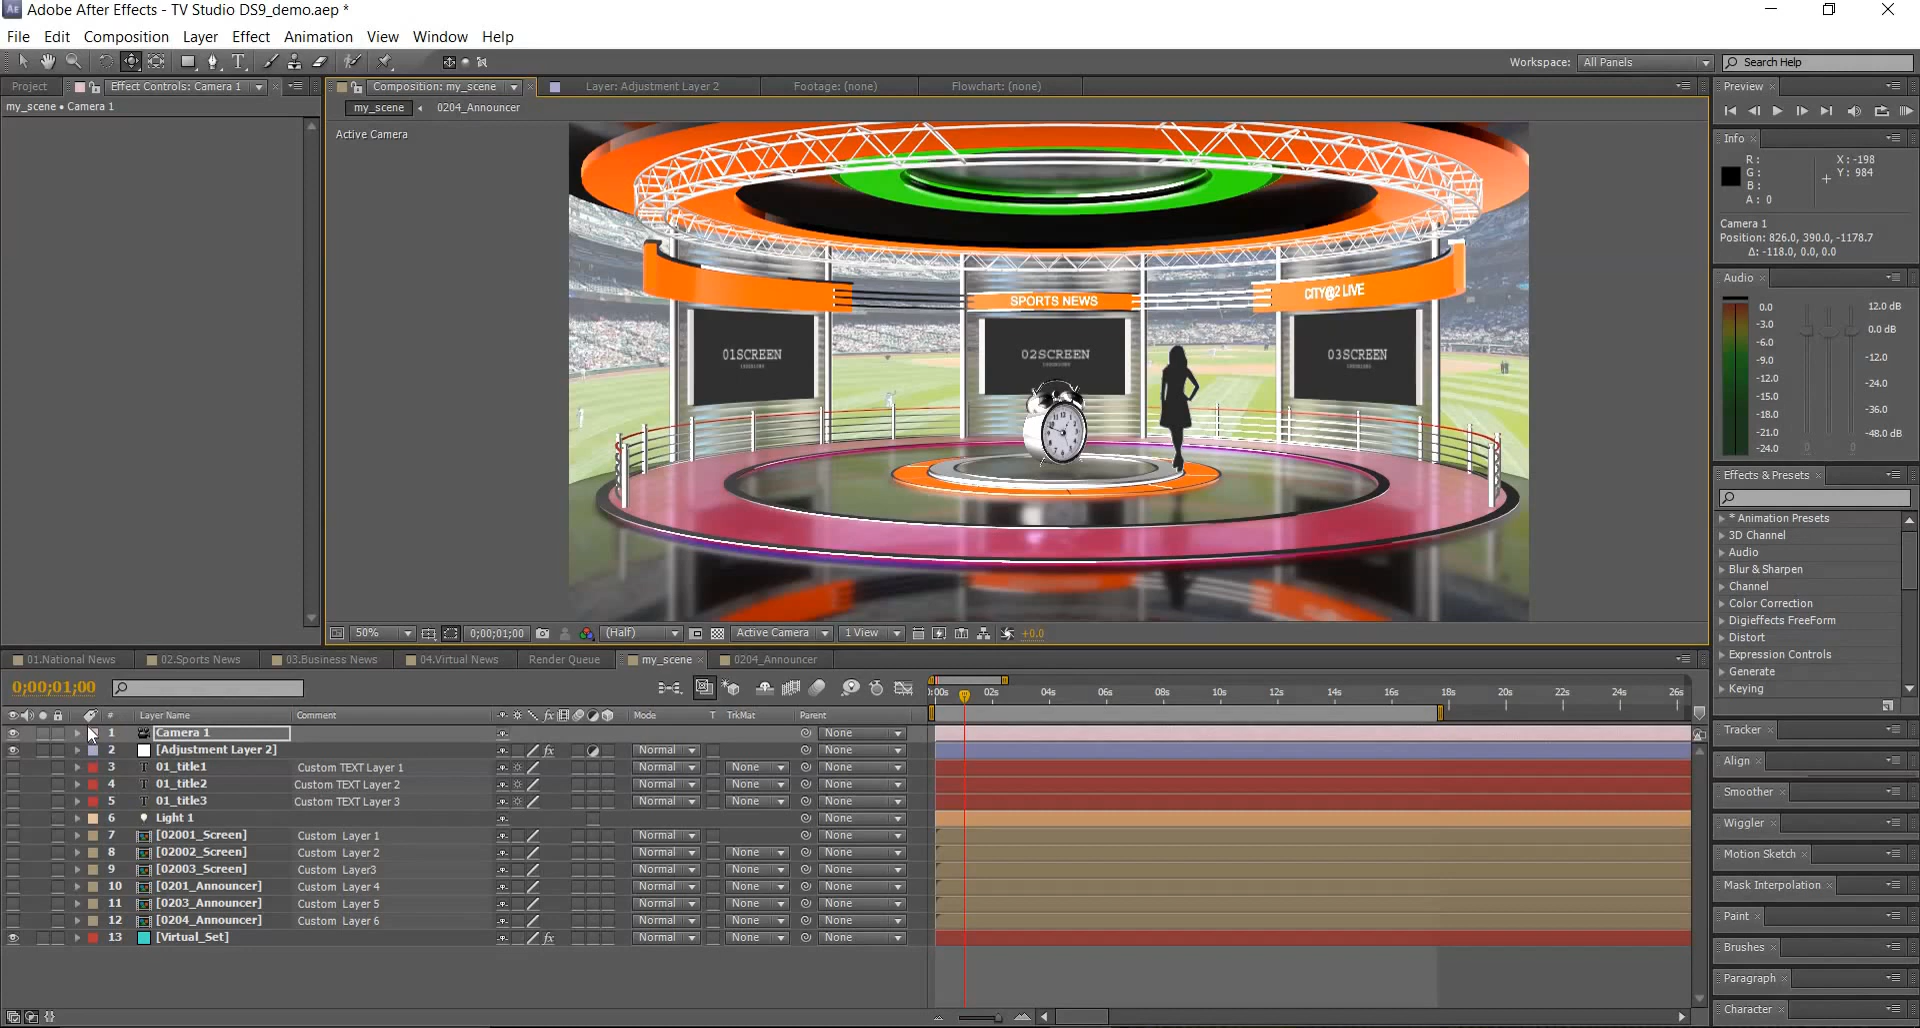 Adobe After Effects - TV Studio DS9_demo.aep *
File Edit Composition Layer Effect Animation View Window Help
Workspace: All Panels Search Help
Project Effect Controls: Camera 1 Composition: my_scene Layer: Adjustment Layer 2 Footage: (none) Flowchart: (none)
my_scene • Camera 1
my_scene 0204_Announcer
Active Camera
SPORTS NEWS
CITY@2 LIVE
01SCREEN
02SCREEN
03SCREEN
50% 0;00;01;00 (Half) Active Camera 1 View +0.0
Preview
Info
R: X: -198
G: Y: 984
B:
A: 0
Camera 1
Position: 826.0, 390.0, -1178.7
Δ: -118.0, 0.0, 0.0
Audio
0.0 12.0 dB
-3.0 0.0 dB
-6.0
-9.0 -12.0
-12.0 -24.0
-15.0
-18.0 -36.0
-21.0 -48.0 dB
-24.0 0 0
Effects & Presets
* Animation Presets
3D Channel
Audio
Blur & Sharpen
Channel
Color Correction
Digieffects FreeForm
Distort
Expression Controls
Generate
Keying
Tracker
Align
Smoother
Wiggler
Motion Sketch
Mask Interpolation
Paint
Brushes
Paragraph
Character
01.National News 02.Sports News 03.Business News 04.Virtual News Render Queue my_scene 0204_Announcer
0;00;01;00
):00s 02s 04s 06s 08s 10s 12s 14s 16s 18s 20s 22s 24s 26s
# Layer Name Comment Mode T TrkMat Parent
1 Camera 1 None
2 [Adjustment Layer 2] Normal None
3 01_title1 Custom TEXT Layer 1 Normal None None
4 01_title2 Custom TEXT Layer 2 Normal None None
5 01_title3 Custom TEXT Layer 3 Normal None None
6 Light 1 None
7 [02001_Screen] Custom Layer 1 Normal None
8 [02002_Screen] Custom Layer 2 Normal None None
9 [02003_Screen] Custom Layer3 Normal None None
10 [0201_Announcer] Custom Layer 4 Normal None None
11 [0203_Announcer] Custom Layer 5 Normal None None
12 [0204_Announcer] Custom Layer 6 Normal None None
13 [Virtual_Set] Normal None None